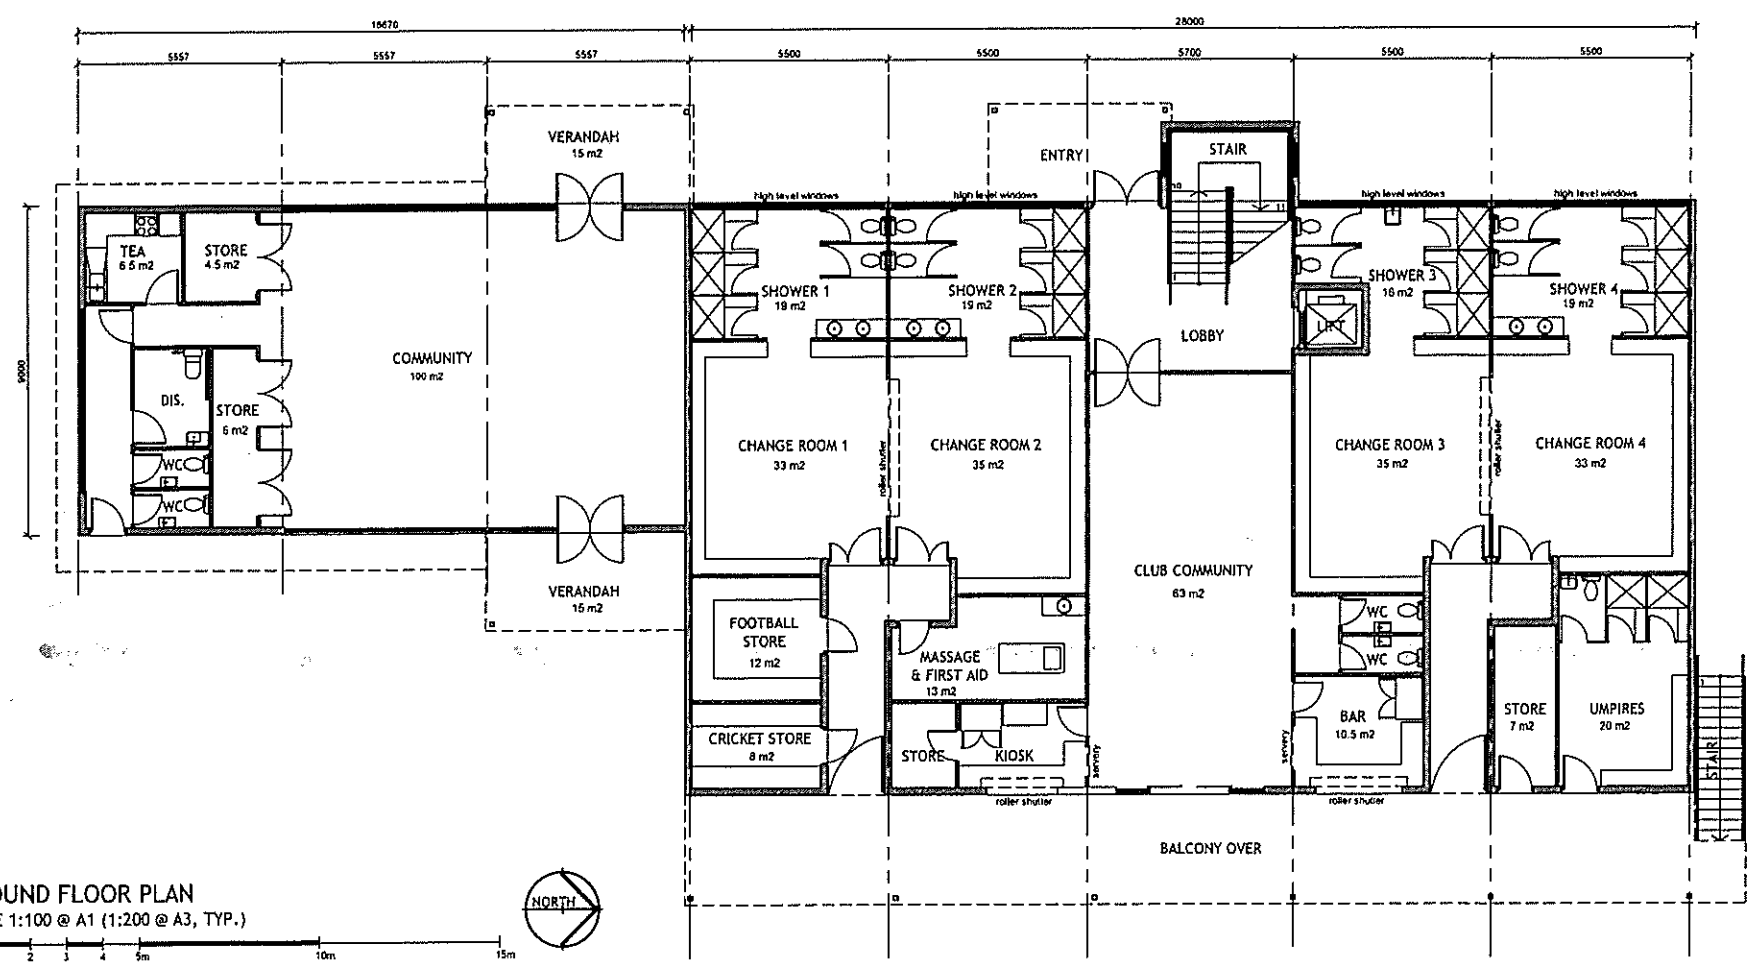 16670
28000
5557
5557
5557
5500
5500
5700
5500
5500
VERANDAH
15 m2
ENTRY
STAIR
10
11
high level windows
high level windows
high level windows
high level windows
TEA
6.5 m2
STORE
4.5 m2
SHOWER 1
19 m2
SHOWER 2
19 m2
SHOWER 3
16 m2
SHOWER 4
19 m2
LOBBY
LIFT
9000
COMMUNITY
100 m2
DIS.
STORE
6 m2
WC
WC
CHANGE ROOM 1
33 m2
roller shutter
CHANGE ROOM 2
35 m2
CHANGE ROOM 3
35 m2
roller shutter
CHANGE ROOM 4
33 m2
VERANDAH
15 m2
CLUB COMMUNITY
63 m2
FOOTBALL
STORE
12 m2
MASSAGE
& FIRST AID
13 m2
WC
WC
CRICKET STORE
8 m2
STORE
KIOSK
servery
servery
BAR
10.5 m2
STORE
7 m2
UMPIRES
20 m2
STAIR
1
roller shutter
roller shutter
BALCONY OVER
OUND FLOOR PLAN
E 1:100 @ A1 (1:200 @ A3, TYP.)
2 3 4 5m 10m 15m
NORTH